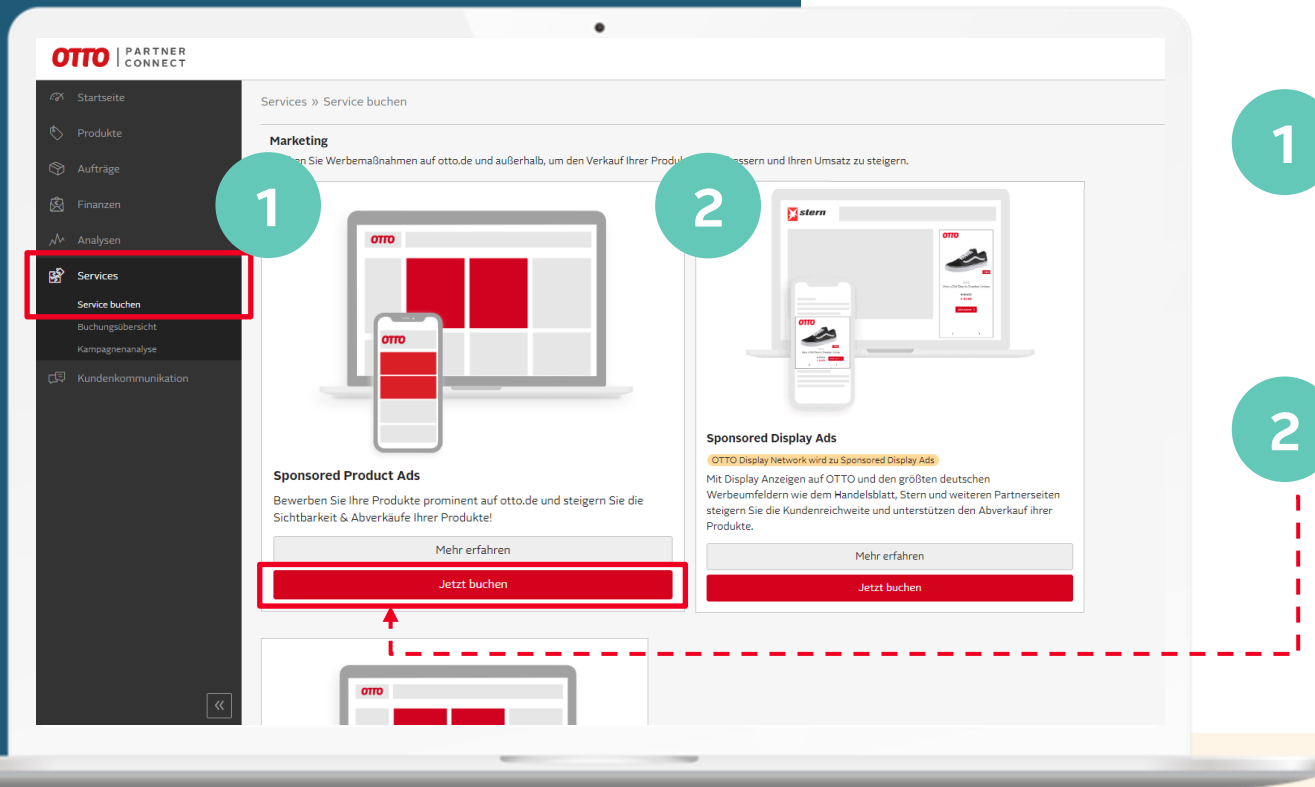 OTTO | PARTNER CONNECT
Startseite
Produkte
Aufträge
Finanzen
Analysen
Services
Service buchen
Buchungsübersicht
Kampagnenanalyse
Kundenkommunikation
Services » Service buchen
Marketing
Sie Werbemaßnahmen auf otto.de und außerhalb, um den Verkauf Ihrer und Ihren Umsatz zu steigern.
1
2
OTTO
OTTO
Sponsored Product Ads
Bewerben Sie Ihre Produkte prominent auf otto.de und steigern Sie die
Sichtbarkeit & Abverkäufe Ihrer Produkte!
Mehr erfahren
Jetzt buchen
stern
OTTO
OTTO
Sponsored Display Ads
OTTO Display Network wird zu Sponsored Display Ads
Mit Display Anzeigen auf OTTO und den größten deutschen
Werbeumfeldern wie dem Handelsblatt, Stern und weiteren Partnerseiten
steigern Sie die Kundenreichweite und unterstützen den Abverkauf ihrer
Produkte.
Mehr erfahren
Jetzt buchen
OTTO
1
2